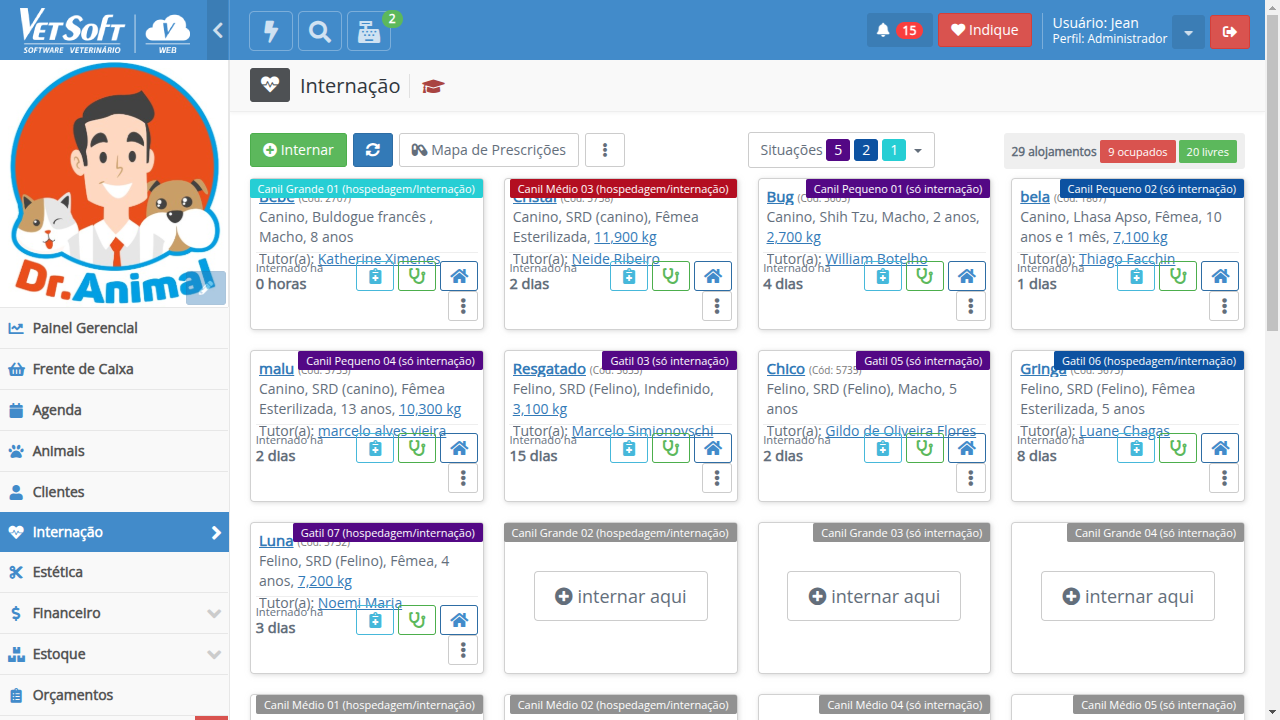 VETSOFT
SOFTWARE VETERINÁRIO
WEB
2
15
Indique
Usuário: Jean
Perfil: Administrador
Dr.Animal
Painel Gerencial
Frente de Caixa
Agenda
Animais
Clientes
Internação
Estética
Financeiro
Estoque
Orçamentos
Internação
Internar
Mapa de Prescrições
Situações 5 2 1
29 alojamentos 9 ocupados 20 livres
Canil Grande 01 (hospedagem/Internação)
Bebe (Cód: 2767)
Canino, Buldogue francês ,
Macho, 8 anos
Tutor(a): Katherine Ximenes
Internado há
0 horas
Canil Médio 03 (hospedagem/internação)
Cristal (Cód: 5758)
Canino, SRD (canino), Fêmea
Esterilizada, 11,900 kg
Tutor(a): Neide Ribeiro
Internado há
2 dias
Canil Pequeno 01 (só internação)
Bug
Canino, Shih Tzu, Macho, 2 anos,
2,700 kg
Tutor(a): William Botelho
Internado há
4 dias
Canil Pequeno 02 (só internação)
bela
Canino, Lhasa Apso, Fêmea, 10
anos e 1 mês, 7,100 kg
Tutor(a): Thiago Facchin
Internado há
1 dias
Canil Pequeno 04 (só internação)
malu
Canino, SRD (canino), Fêmea
Esterilizada, 13 anos, 10,300 kg
Tutor(a): marcelo alves vieira
Internado há
2 dias
Gatil 03 (só internação)
Resgatado
Felino, SRD (Felino), Indefinido,
3,100 kg
Tutor(a): Marcelo Simionovschi
Internado há
15 dias
Gatil 05 (só internação)
Chico (Cód: 5735)
Felino, SRD (Felino), Macho, 5
anos
Tutor(a): Gildo de Oliveira Flores
Internado há
2 dias
Gatil 06 (hospedagem/internação)
Gringa
Felino, SRD (Felino), Fêmea
Esterilizada, 5 anos
Tutor(a): Luane Chagas
Internado há
8 dias
Gatil 07 (hospedagem/internação)
Luna
Felino, SRD (Felino), Fêmea, 4
anos, 7,200 kg
Tutor(a): Noemi Maria
Internado há
3 dias
Canil Grande 02 (hospedagem/internação)
internar aqui
Canil Grande 03 (só internação)
internar aqui
Canil Grande 04 (só internação)
internar aqui
Canil Médio 01 (hospedagem/internação)
Canil Médio 02 (hospedagem/internação)
Canil Médio 04 (só internação)
Canil Médio 05 (só internação)